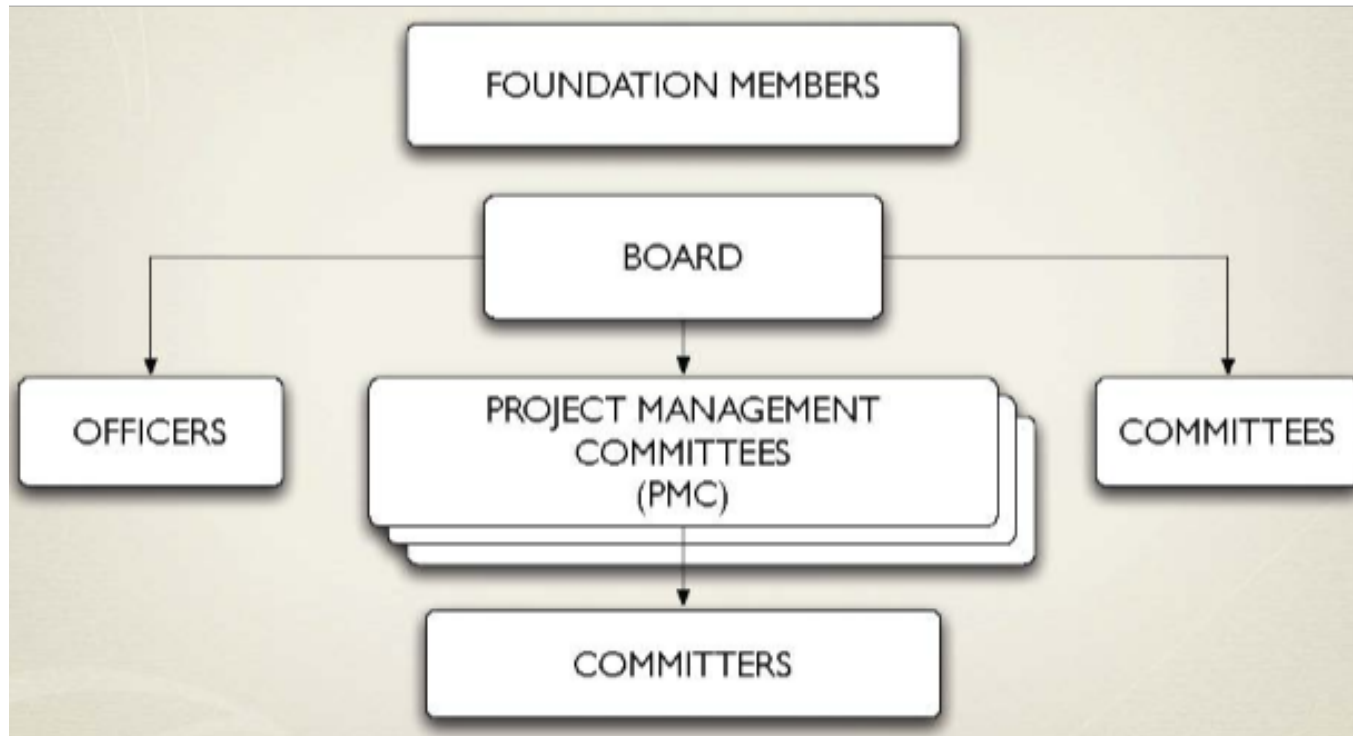 FOUNDATION MEMBERS
BOARD
OFFICERS
PROJECT MANAGEMENT
COMMITTEES
(PMC)
COMMITTEES
COMMITTERS